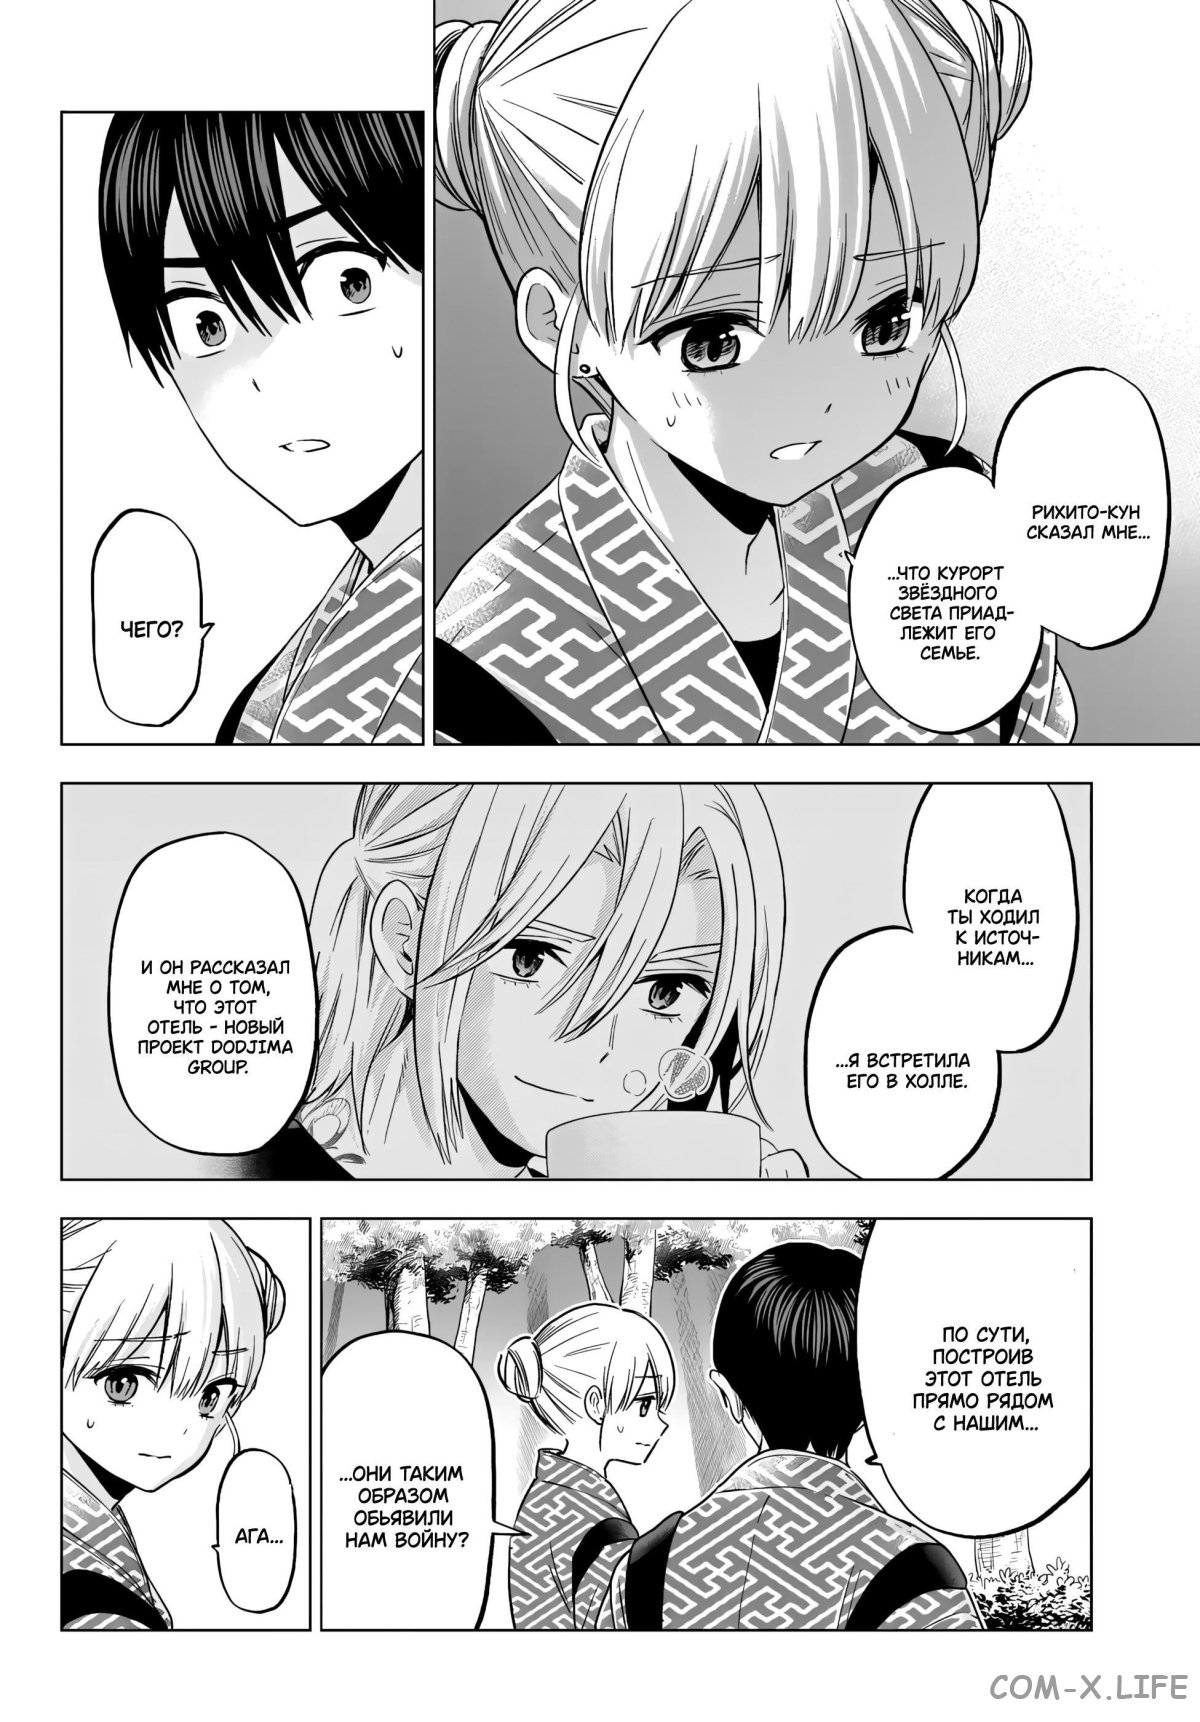 РИХИТО-КУН
СКАЗАЛ МНЕ...
...ЧТО КУРОРТ
ЗВЁЗДНОГО
СВЕТА ПРИАД-
ЛЕЖИТ ЕГО
СЕМЬЕ.
ЧЕГО?
КОГДА
ТЫ ХОДИЛ
К ИСТОЧ-
НИКАМ...
...Я ВСТРЕТИЛА
ЕГО В ХОЛЛЕ.
И ОН РАССКАЗАЛ
МНЕ О ТОМ,
ЧТО ЭТОТ
ОТЕЛЬ - НОВЫЙ
ПРОЕКТ DODJIMA
GROUP.
ПО СУТИ,
ПОСТРОИВ
ЭТОТ ОТЕЛЬ
ПРЯМО РЯДОМ
С НАШИМ...
...ОНИ ТАКИМ
ОБРАЗОМ
ОБЬЯВИЛИ
НАМ ВОЙНУ?
АГА...
COM-X.LIFE